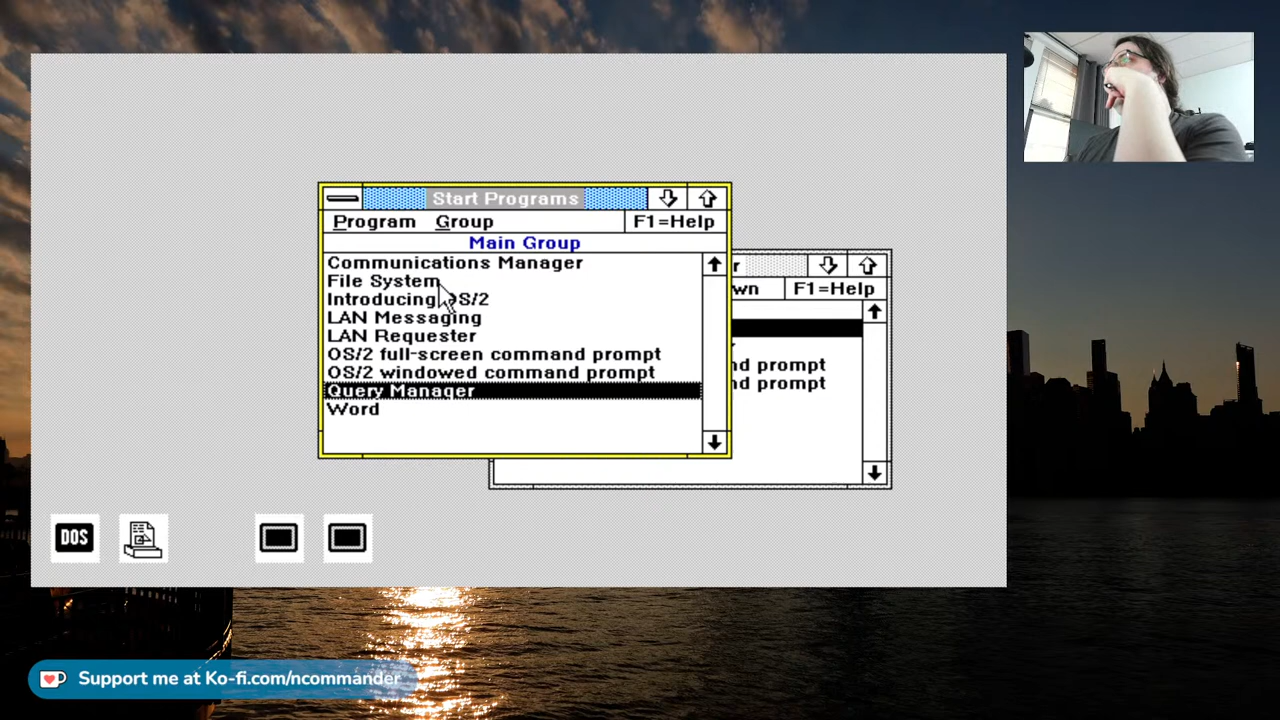 Start Programs
Program Group F1=Help
Main Group
Communications Manager
File System
Introducing OS/2
LAN Messaging
LAN Requester
OS/2 full-screen command prompt
OS/2 windowed command prompt
Query Manager
Word
r
wn F1=Help
nd prompt
nd prompt
DOS
Support me at Ko-fi.com/ncommander